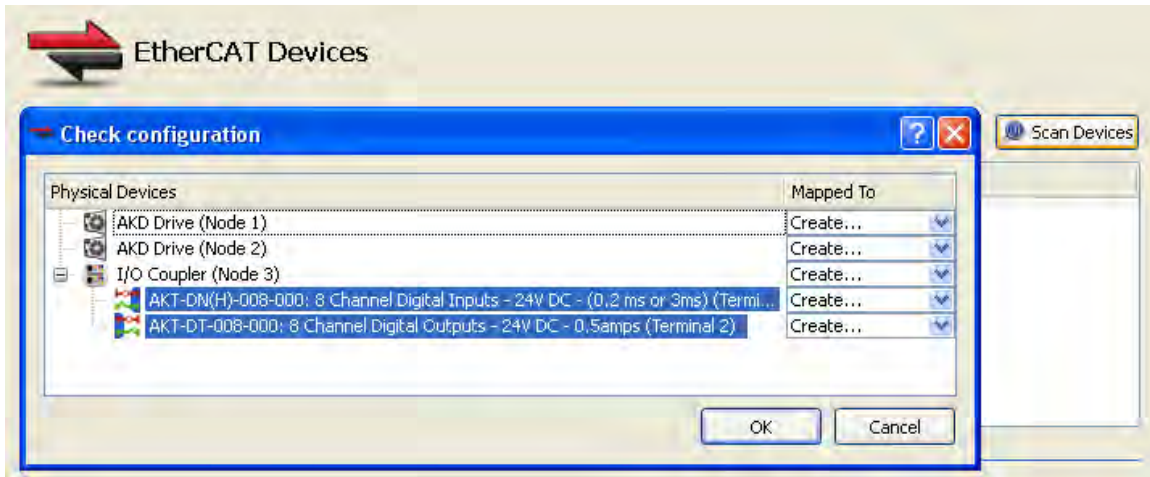 EtherCAT Devices
Check configuration
Scan Devices
Physical Devices Mapped To
AKD Drive (Node 1) Create...
AKD Drive (Node 2) Create...
I/O Coupler (Node 3) Create...
AKT-DN(H)-008-000: 8 Channel Digital Inputs - 24V DC - (0.2 ms or 3ms) (Termi... Create...
AKT-DT-008-000: 8 Channel Digital Outputs - 24V DC - 0.5amps (Terminal 2) Create...
OK Cancel